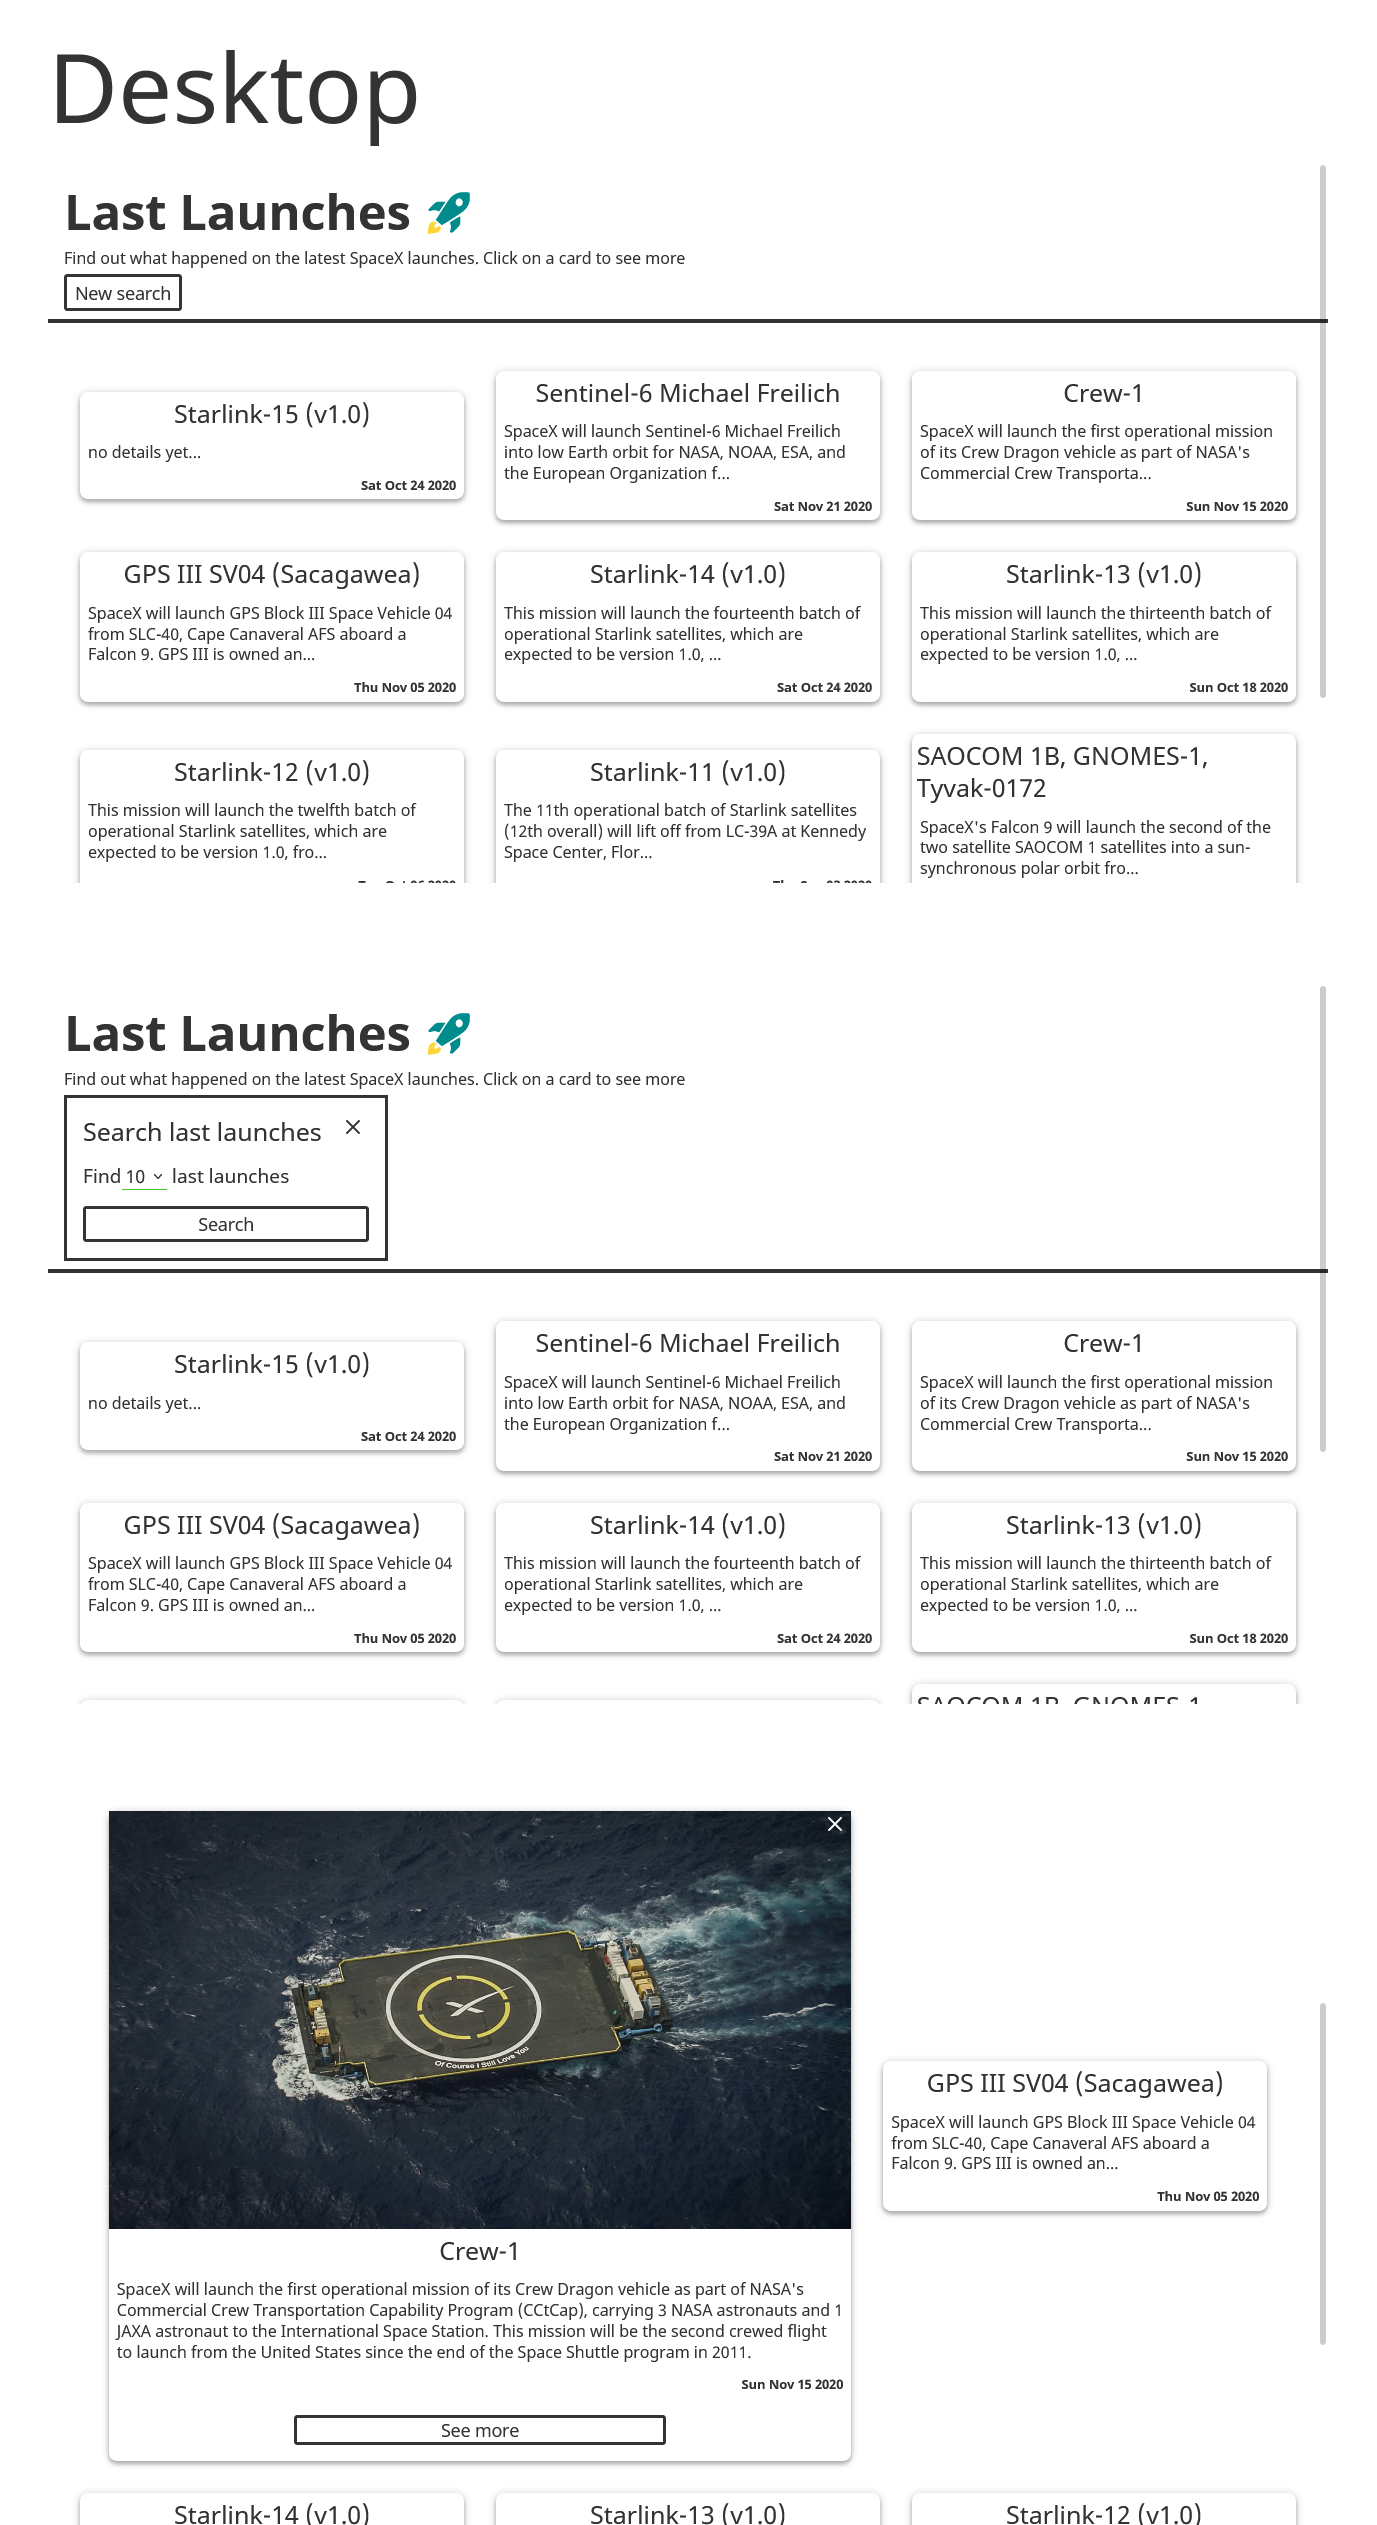 Desktop
Last Launches
Find out what happened on the latest SpaceX launches. Click on a card to see more
New search
Starlink-15 (v1.0)
no details yet...
Sat Oct 24 2020
Sentinel-6 Michael Freilich
SpaceX will launch Sentinel-6 Michael Freilich
into low Earth orbit for NASA, NOAA, ESA, and
the European Organization f...
Sat Nov 21 2020
Crew-1
SpaceX will launch the first operational mission
of its Crew Dragon vehicle as part of NASA's
Commercial Crew Transporta...
Sun Nov 15 2020
GPS III SV04 (Sacagawea)
SpaceX will launch GPS Block III Space Vehicle 04
from SLC-40, Cape Canaveral AFS aboard a
Falcon 9. GPS III is owned an...
Thu Nov 05 2020
Starlink-14 (v1.0)
This mission will launch the fourteenth batch of
operational Starlink satellites, which are
expected to be version 1.0, ...
Sat Oct 24 2020
Starlink-13 (v1.0)
This mission will launch the thirteenth batch of
operational Starlink satellites, which are
expected to be version 1.0, ...
Sun Oct 18 2020
Starlink-12 (v1.0)
This mission will launch the twelfth batch of
operational Starlink satellites, which are
expected to be version 1.0, fro...
Starlink-11 (v1.0)
The 11th operational batch of Starlink satellites
(12th overall) will lift off from LC-39A at Kennedy
Space Center, Flor...
SAOCOM 1B, GNOMES-1,
Tyvak-0172
SpaceX's Falcon 9 will launch the second of the
two satellite SAOCOM 1 satellites into a sun-
synchronous polar orbit fro...
Last Launches
Find out what happened on the latest SpaceX launches. Click on a card to see more
Search last launches
Find 10 last launches
Search
Starlink-15 (v1.0)
no details yet...
Sat Oct 24 2020
Sentinel-6 Michael Freilich
SpaceX will launch Sentinel-6 Michael Freilich
into low Earth orbit for NASA, NOAA, ESA, and
the European Organization f...
Sat Nov 21 2020
Crew-1
SpaceX will launch the first operational mission
of its Crew Dragon vehicle as part of NASA's
Commercial Crew Transporta...
Sun Nov 15 2020
GPS III SV04 (Sacagawea)
SpaceX will launch GPS Block III Space Vehicle 04
from SLC-40, Cape Canaveral AFS aboard a
Falcon 9. GPS III is owned an...
Thu Nov 05 2020
Starlink-14 (v1.0)
This mission will launch the fourteenth batch of
operational Starlink satellites, which are
expected to be version 1.0, ...
Sat Oct 24 2020
Starlink-13 (v1.0)
This mission will launch the thirteenth batch of
operational Starlink satellites, which are
expected to be version 1.0, ...
Sun Oct 18 2020
SAOCOM 1B, GNOMES-1
Of Course I Still Love You
Crew-1
SpaceX will launch the first operational mission of its Crew Dragon vehicle as part of NASA's
Commercial Crew Transportation Capability Program (CCtCap), carrying 3 NASA astronauts and 1
JAXA astronaut to the International Space Station. This mission will be the second crewed flight
to launch from the United States since the end of the Space Shuttle program in 2011.
Sun Nov 15 2020
See more
GPS III SV04 (Sacagawea)
SpaceX will launch GPS Block III Space Vehicle 04
from SLC-40, Cape Canaveral AFS aboard a
Falcon 9. GPS III is owned an...
Thu Nov 05 2020
Starlink-14 (v1.0)
Starlink-13 (v1.0)
Starlink-12 (v1.0)